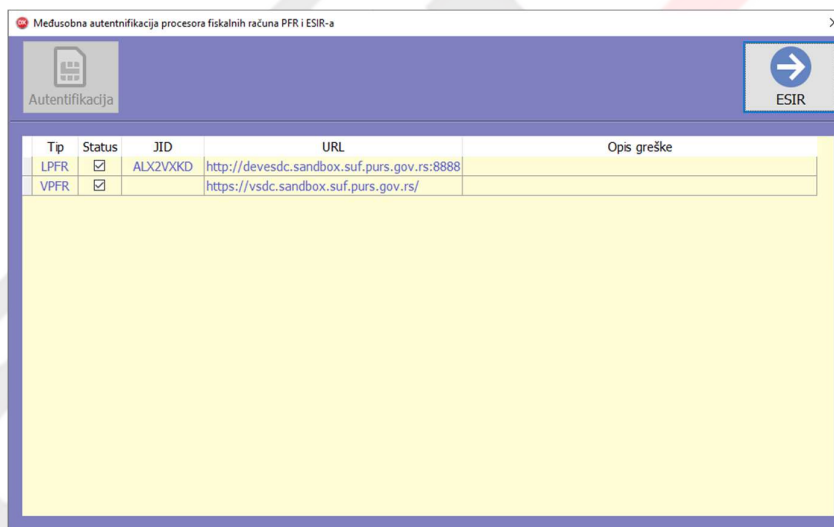 Međusobna autentnifikacija procesora fiskalnih računa PFR i ESIR-a
Autentifikacija
ESIR
Tip Status JID URL Opis greške
LPFR ALX2VXKD http://devesdc.sandbox.suf.purs.gov.rs:8888
VPFR https://vsdc.sandbox.suf.purs.gov.rs/